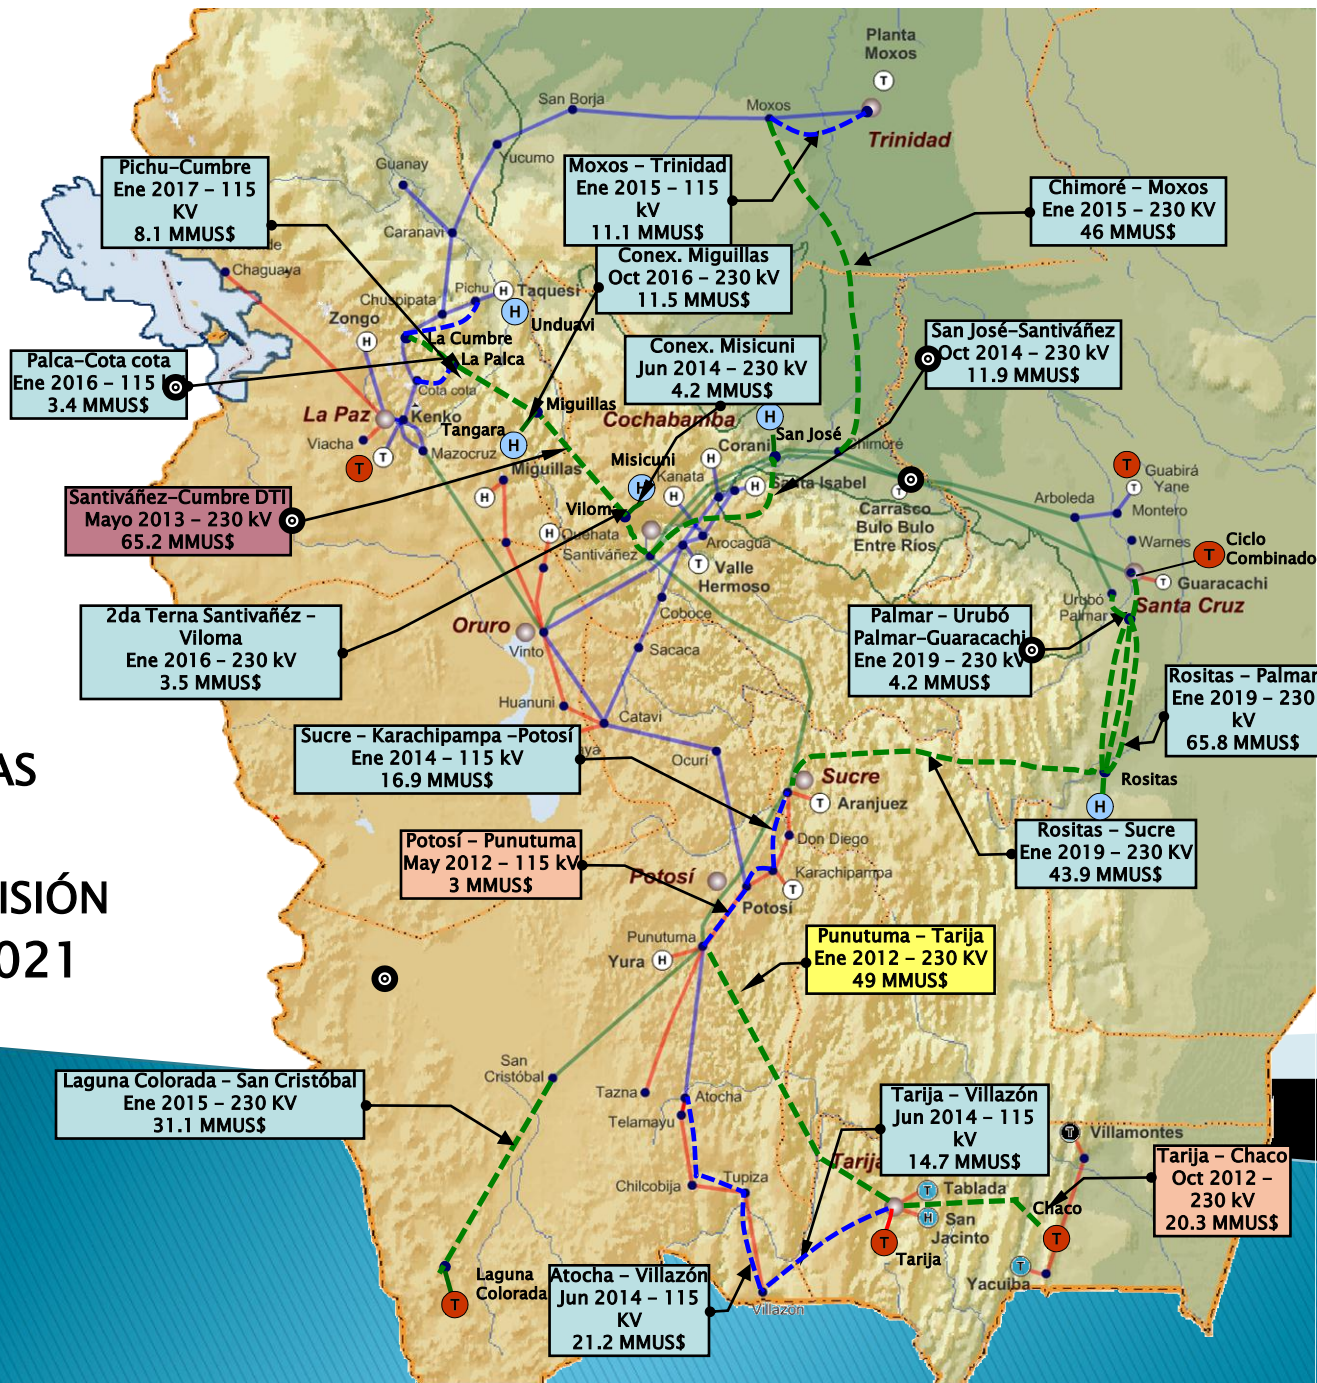 Planta
Moxos
T
San Borja
Moxos
Trinidad
Yucumo
Guanay
Pichu–Cumbre
Ene 2017 – 115
KV
8.1 MMUS$
Moxos – Trinidad
Ene 2015 – 115
kV
11.1 MMUS$
Chimoré – Moxos
Ene 2015 – 230 KV
46 MMUS$
Caranavi
Chaguaya
Conex. Miguillas
Oct 2016 – 230 kV
11.5 MMUS$
Pichu
H
Taquesi
Chuspipata
H
Unduavi
Zongo
H
La Cumbre
La Palca
San José–Santiváñez
Oct 2014 – 230 kV
11.9 MMUS$
Conex. Misicuni
Jun 2014 – 230 kV
4.2 MMUS$
Palca–Cota cota
Ene 2016 – 115
3.4 MMUS$
Cota cota
La Paz
Kenko
Miguillas
Tangara
H
Cochabamba
H
San José
Viacha
T
T
Mazocruz
Miguillas
H
Misicuni
H
Corani
H
Kanata
H
Santa Isabel
H
T
Carrasco
Bulo Bulo
Entre Ríos
T
Guabirá
Yane
T
Arboleda
Montero
Warnes
Ciclo
Combinado
T
Guaracachi
T
Santa Cruz
Urubó
Palmar
Santiváñez–Cumbre DTI
Mayo 2013 – 230 kV
65.2 MMUS$
H
Santiváñez
Arocagua
T
Valle
Hermoso
Coboce
2da Terna Santivañéz –
Viloma
Ene 2016 – 230 kV
3.5 MMUS$
Oruro
Vinto
Sacaca
Palmar – Urubó
Palmar–Guaracachi
Ene 2019 – 230 kV
4.2 MMUS$
Rositas – Palmar
Ene 2019 – 230
kV
65.8 MMUS$
Huanuni
Catavi
Sucre – Karachipampa –Potosí
Ene 2014 – 115 kV
16.9 MMUS$
Ocurí
AS
Sucre
T
Aranjuez
Rositas
H
Don Diego
Rositas – Sucre
Ene 2019 – 230 KV
43.9 MMUS$
Potosí – Punutuma
May 2012 – 115 kV
3 MMUS$
Potosí
Karachipampa
T
Potosí
ISIÓN
021
Punutuma
Yura
H
Punutuma – Tarija
Ene 2012 – 230 KV
49 MMUS$
San
Cristóbal
Laguna Colorada – San Cristóbal
Ene 2015 – 230 KV
31.1 MMUS$
Tazna
Atocha
Telamayu
Tarija – Villazón
Jun 2014 – 115
kV
14.7 MMUS$
Villamontes
Tarija – Chaco
Oct 2012 –
230 kV
20.3 MMUS$
Chilcobija
Tupiza
T
Tablada
H
San
Jacinto
T
Tarija
Chaco
T
T
Yacuiba
Laguna
Colorada
T
Atocha – Villazón
Jun 2014 – 115
KV
21.2 MMUS$
Villazón